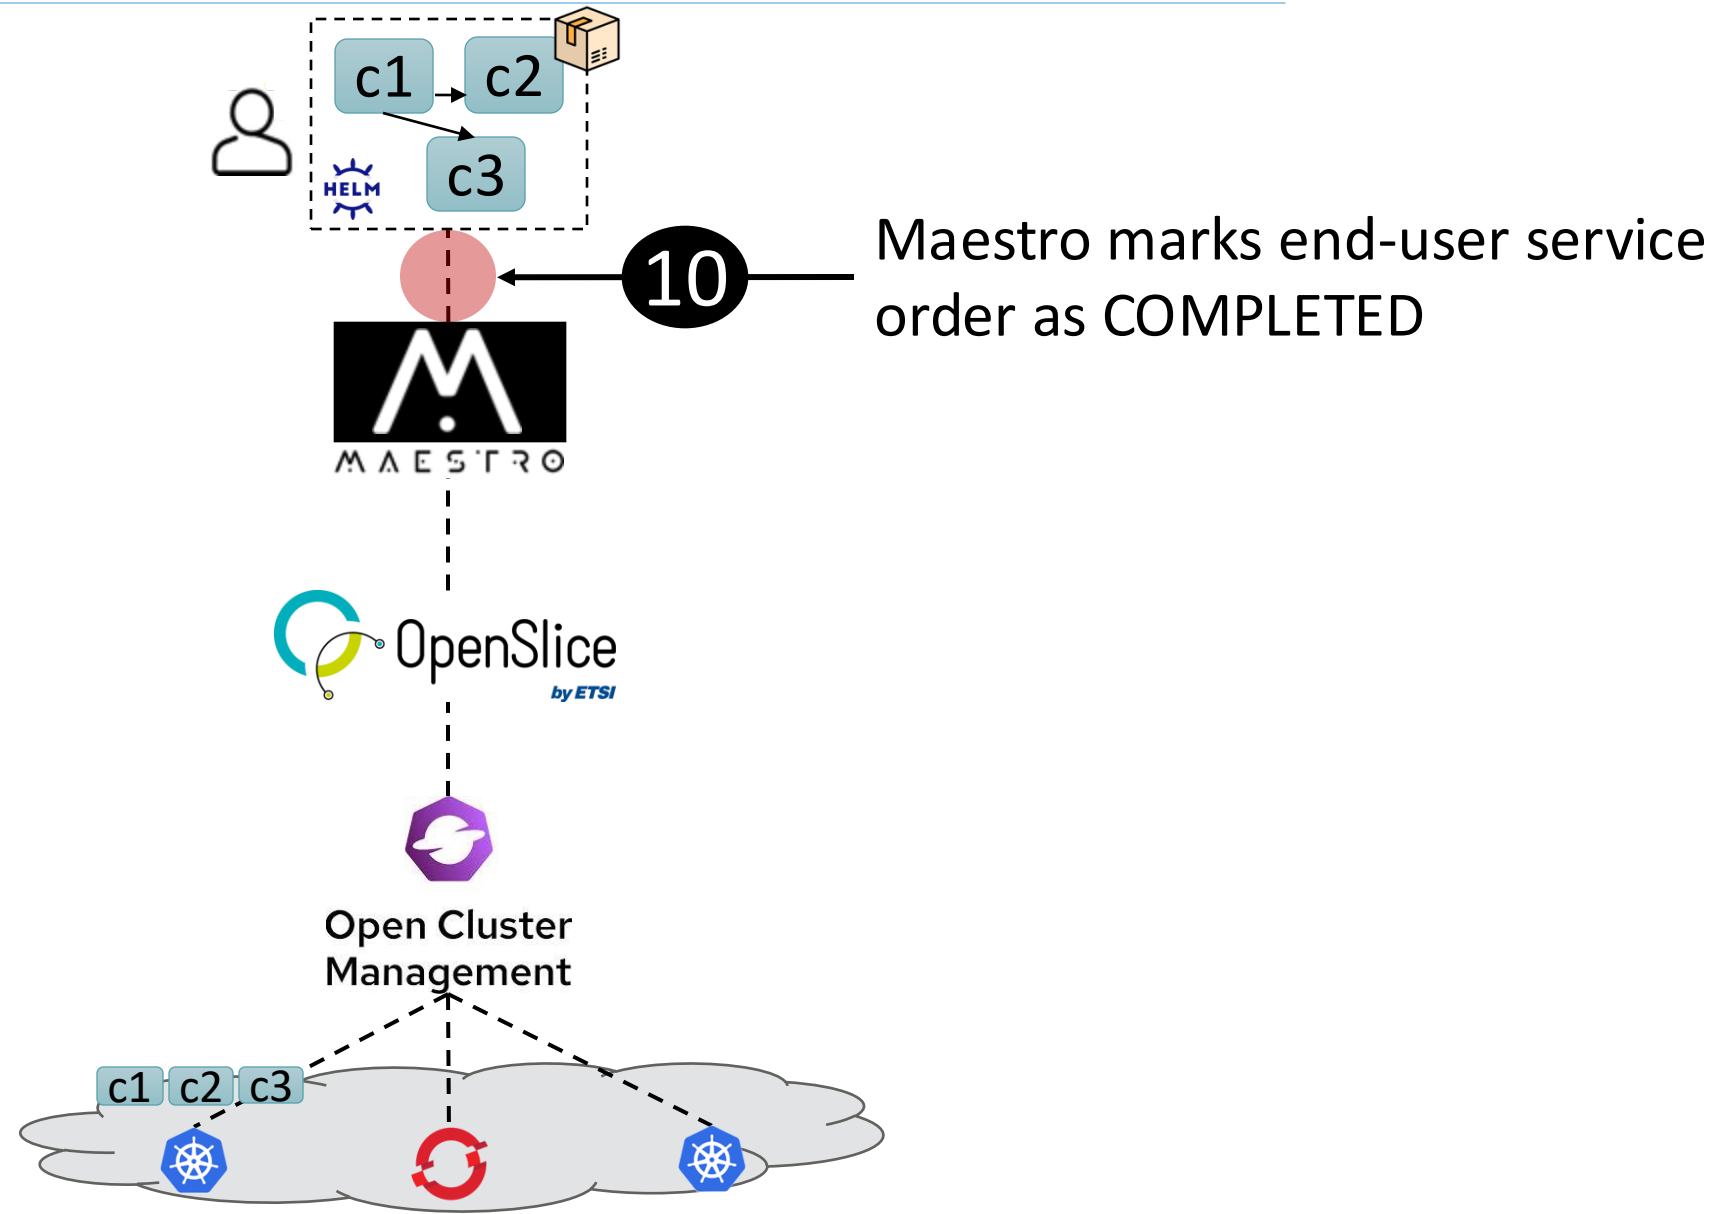 c1
c2
c3
HELM
10
Maestro marks end-user service
order as COMPLETED
MAESTRO
OpenSlice
by ETSI
Open Cluster
Management
c1
c2
c3